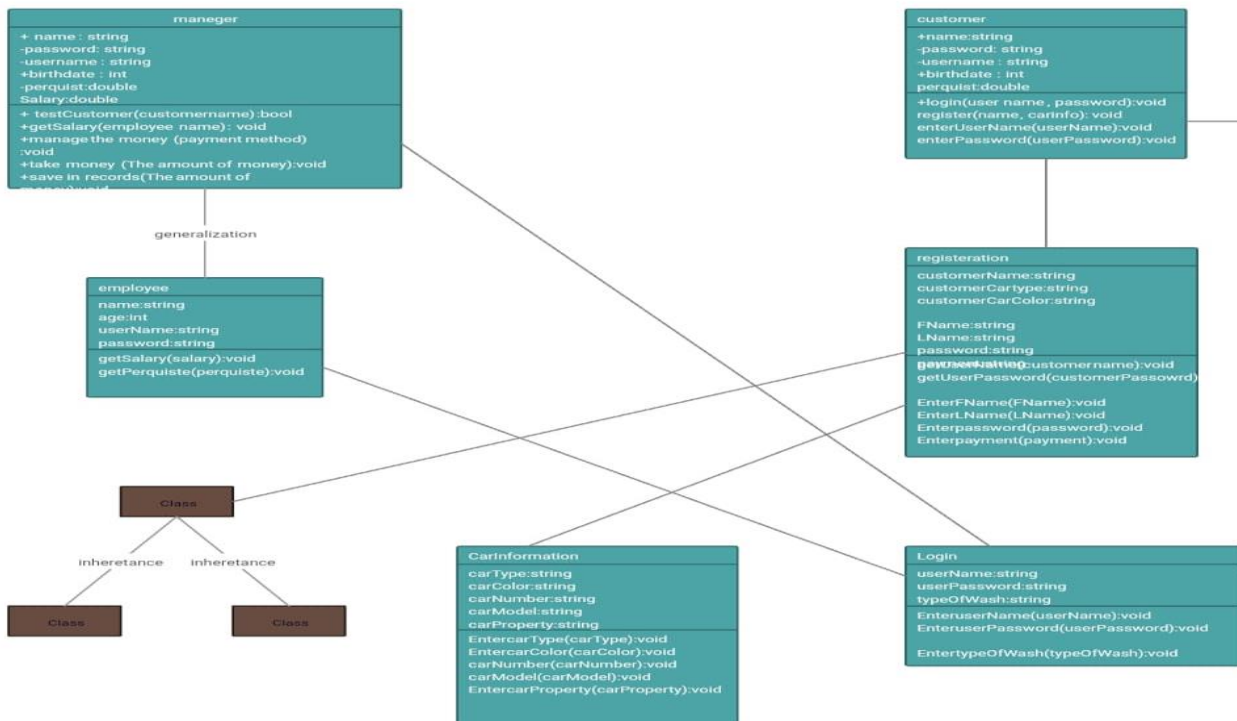 maneger
+ name : string
-password: string
-username : string
+birthdate : int
-perquist:double
Salary:double
+ testCustomer(customername):bool
+getSalary(employee name): void
+manage the money (payment method)
:void
+take money (The amount of money):void
+save in records(The amount of
money):void
generalization
employee
name:string
age:int
userName:string
password:string
getSalary(salary):void
getPerquiste(perquiste):void
Class
inheretance
inheretance
Class
Class
customer
+name:string
-password: string
-username : string
+birthdate : int
perquist:double
+login(user name , password):void
register(name, carinfo): void
enterUserName(userName):void
enterPassword(userPassword):void
registeration
customerName:string
customerCartype:string
customerCarColor:string
FName:string
LName:string
password:string
payment:string
getUserName(customername):void
getUserPassword(customerPassowrd)
EnterFName(FName):void
EnterLName(LName):void
Enterpassword(password):void
Enterpayment(payment):void
CarInformation
carType:string
carColor:string
carNumber:string
carModel:string
carProperty:string
EntercarType(carType):void
EntercarColor(carColor):void
carNumber(carNumber):void
carModel(carModel):void
EntercarProperty(carProperty):void
Login
userName:string
userPassword:string
typeOfWash:string
EnteruserName(userName):void
EnteruserPassword(userPassword):void
EntertypeOfWash(typeOfWash):void